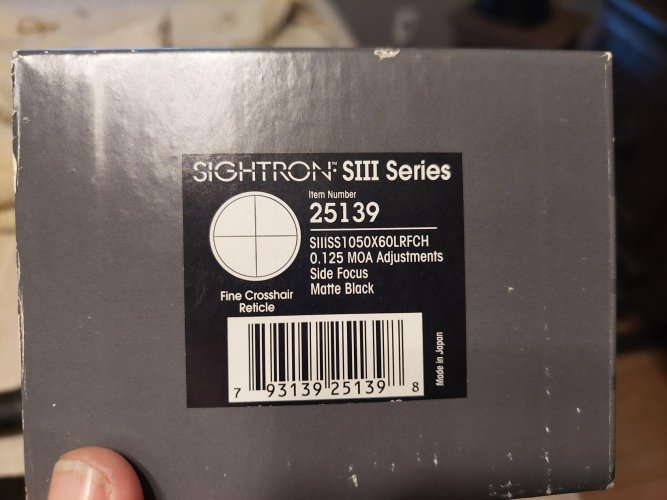 SIGHTRON™ SIII Series
Item Number
25139
SIIISS1050X60LRFCH
0.125 MOA Adjustments
Side Focus
Matte Black
Fine Crosshair
Reticle
7 93139 25139 8
Made in Japan